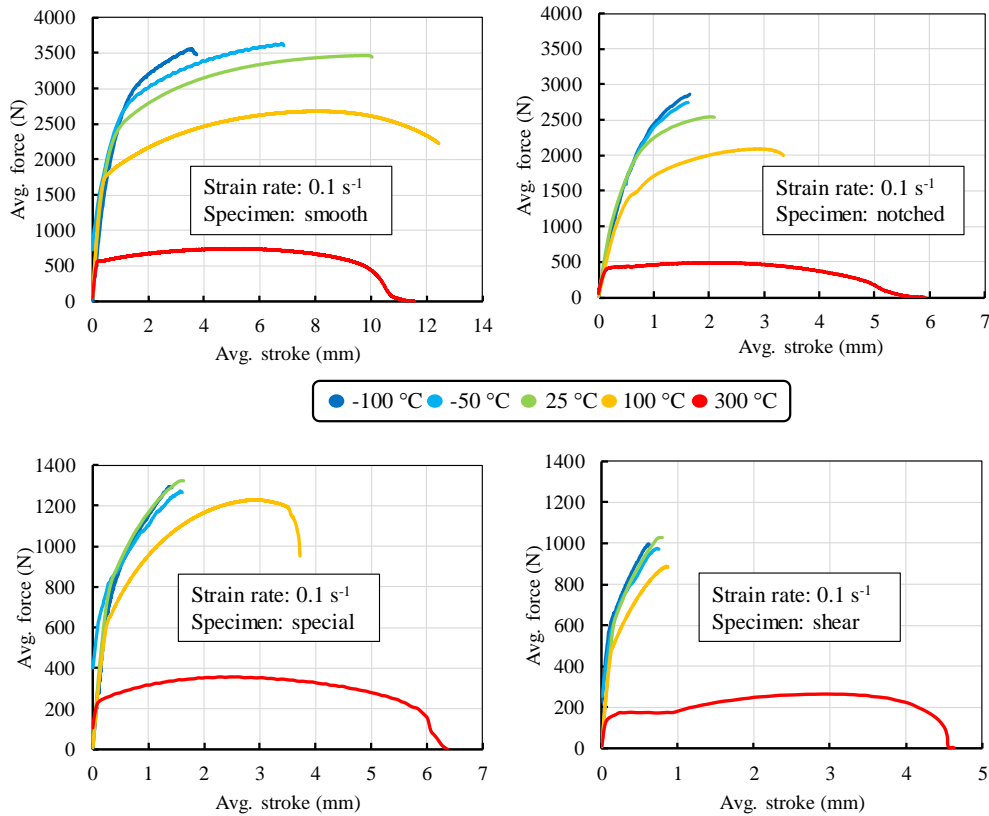 4000
3500
3000
2500
2000
1500
1000
500
0
Avg. force (N)
Strain rate: 0.1 s⁻¹
Specimen: smooth
0 2 4 6 8 10 12 14
Avg. stroke (mm)
4000
3500
3000
2500
2000
1500
1000
500
0
Avg. force (N)
Strain rate: 0.1 s⁻¹
Specimen: notched
0 1 2 3 4 5 6 7
Avg. stroke (mm)
-100 °C -50 °C 25 °C 100 °C 300 °C
1400
1200
1000
800
600
400
200
0
Avg. force (N)
Strain rate: 0.1 s⁻¹
Specimen: special
0 1 2 3 4 5 6 7
Avg. stroke (mm)
1400
1200
1000
800
600
400
200
0
Avg. force (N)
Strain rate: 0.1 s⁻¹
Specimen: shear
0 1 2 3 4 5
Avg. stroke (mm)